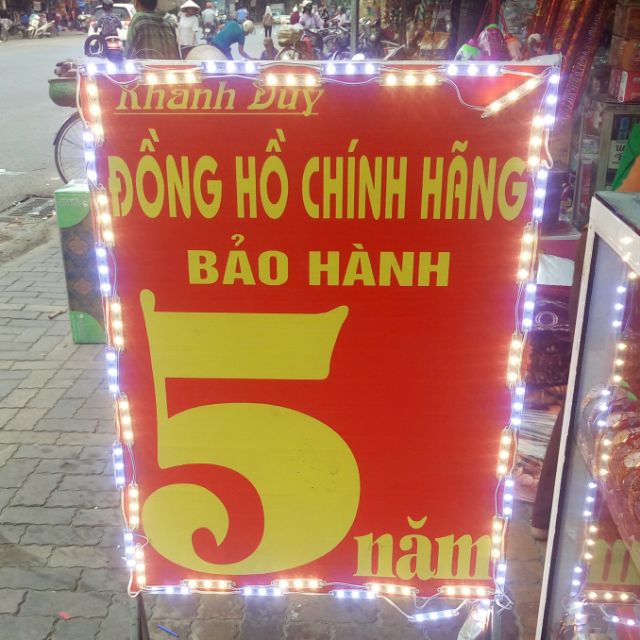 Khánh Duy
ĐỒNG HỒ CHÍNH HÃNG
BẢO HÀNH
5
năm